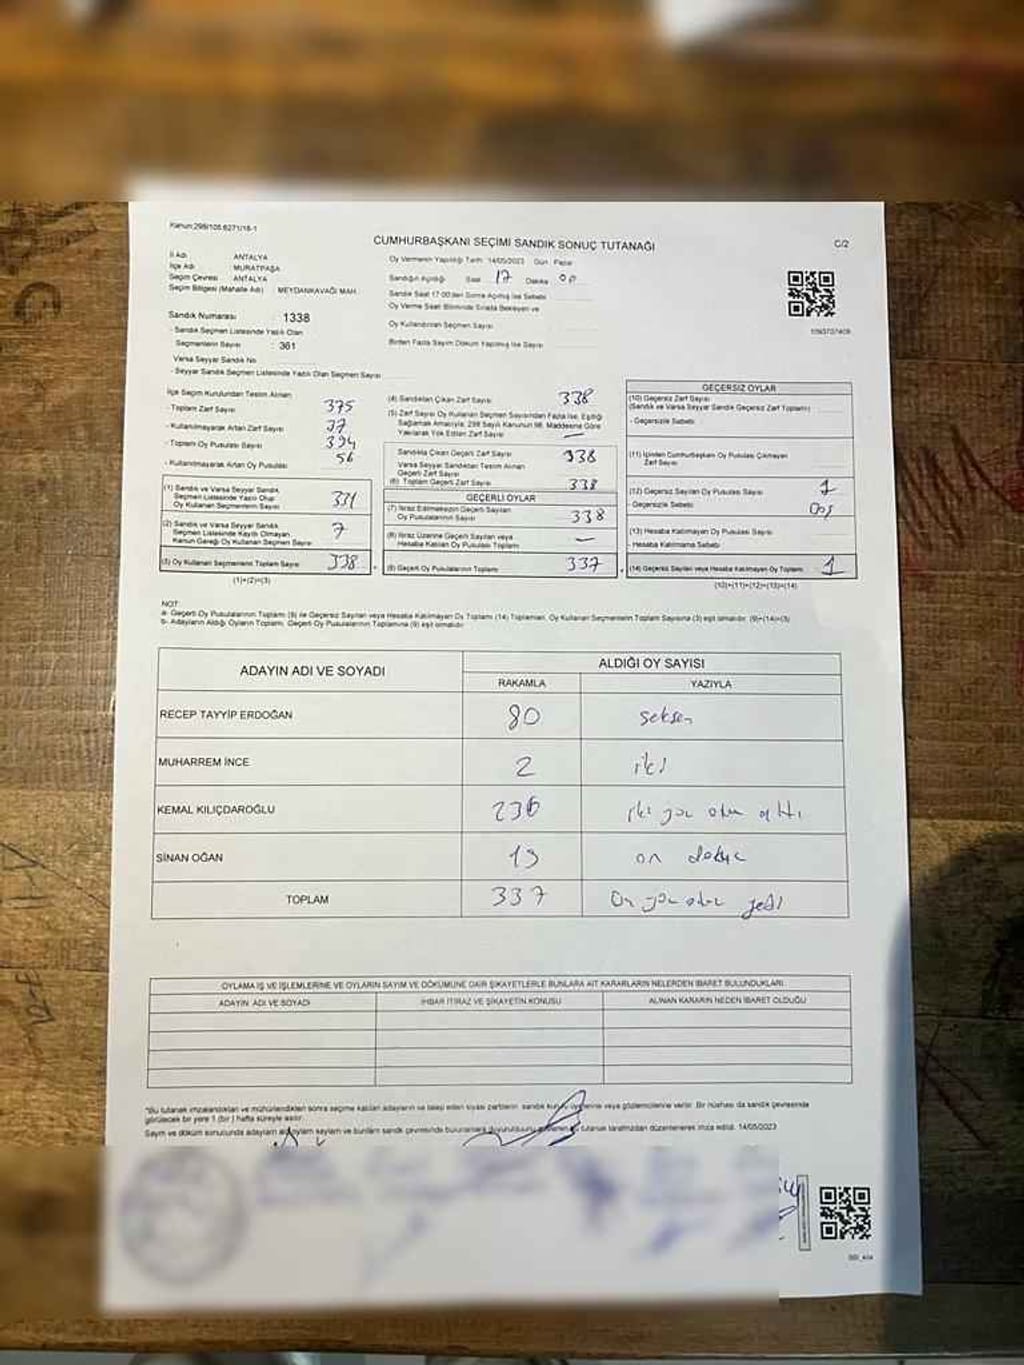 Kanun:298/105.6271/16-1
CUMHURBAŞKANI SEÇİMİ SANDIK SONUÇ TUTANAĞI
C/2
İl Adı ANTALYA
İlçe Adı MURATPAŞA
Seçim Çevresi ANTALYA
Seçim Bölgesi (Mahalle Adı) MEYDANKAVAĞI MAH.
Oy Vermenin Yapıldığı Tarih: 14/05/2023 Gün: Pazar
Sandığın Açıldığı Saat 17 Dakika 00
Sandık Saat 17:00'den Sonra Açılmış İse Sebebi
Oy Verme Saati Bitiminde Sırada Bekleyen ve
Oy Kullandıran Seçmen Sayısı
Birden Fazla Sayım Döküm Yapılmış İse Sayısı
Sandık Numarası 1338
- Sandık Seçmen Listesinde Yazılı Olan
Seçmenlerin Sayısı : 361
Varsa Seyyar Sandık No
- Seyyar Sandık Seçmen Listesinde Yazılı Olan Seçmen Sayısı
İlçe Seçim Kurulundan Teslim Alınan
- Toplam Zarf Sayısı 375
- Kullanılmayarak Artan Zarf Sayısı 37
- Toplam Oy Pusulası Sayısı 394
- Kullanılmayarak Artan Oy Pusulası 56
(1) Sandık ve Varsa Seyyar Sandık
Seçmen Listesinde Yazılı Olup
Oy Kullanan Seçmenlerin Sayısı 331
(2) Sandık ve Varsa Seyyar Sandık
Seçmen Listesinde Kayıtlı Olmayan
Kanun Gereği Oy Kullanan Seçmen Sayısı 7
(3) Oy Kullanan Seçmenlerin Toplam Sayısı 338
(1)+(2)=(3)
(4) Sandıktan Çıkan Zarf Sayısı 338
(5) Zarf Sayısı Oy Kullanan Seçmen Sayısından Fazla İse, Eşitliği
Sağlamak Amacıyla, 298 Sayılı Kanunun 98. Maddesine Göre
Yakılarak Yok Edilen Zarf Sayısı —
Sandıkta Çıkan Geçerli Zarf Sayısı 338
Varsa Seyyar Sandıktan Teslim Alınan
Geçerli Zarf Sayısı
(6) Toplam Geçerli Zarf Sayısı 338
GEÇERLİ OYLAR
(7) İtiraz Edilmeksizin Geçerli Sayılan
Oy Pusulalarının Sayısı 338
(8) İtiraz Üzerine Geçerli Sayılan veya
Hesaba Katılan Oy Pusulası Toplamı —
(9) Geçerli Oy Pusulalarının Toplamı 337
GEÇERSİZ OYLAR
(10) Geçersiz Zarf Sayısı
(Sandık ve Varsa Seyyar Sandık Geçersiz Zarf Toplamı)
- Geçersizlik Sebebi
(11) İçinden Cumhurbaşkanı Oy Pusulası Çıkmayan
Zarf Sayısı
(12) Geçersiz Sayılan Oy Pusulası Sayısı 1
- Geçersizlik Sebebi
(13) Hesaba Katılmayan Oy Pusulası Sayısı
- Hesaba Katılmama Sebebi
(14) Geçersiz Sayılan veya Hesaba Katılmayan Oy Toplamı 1
(10)+(11)+(12)+(13)=(14)
NOT:
a- Geçerli Oy Pusulalarının Toplamı (9) ile Geçersiz Sayılan veya Hesaba Katılmayan Oy Toplamı (14) Toplamları, Oy Kullanan Seçmenlerin Toplam Sayısına (3) eşit olmalıdır. (9)+(14)=(3)
b- Adayların Aldığı Oyların Toplamı, Geçerli Oy Pusulalarının Toplamına (9) eşit olmalıdır.
ADAYIN ADI VE SOYADI ALDIĞI OY SAYISI
RAKAMLA YAZIYLA
RECEP TAYYİP ERDOĞAN 80 seksen
MUHARREM İNCE 2 iki
KEMAL KILIÇDAROĞLU 236 iki yüz otuz altı
SİNAN OĞAN 19 on dokuz
TOPLAM 337 üç yüz otuz yedi
OYLAMA İŞ VE İŞLEMLERİNE VE OYLARIN SAYIM VE DÖKÜMÜNE DAİR ŞİKAYETLERLE BUNLARA AİT KARARLARIN NELERDEN İBARET BULUNDUKLARI
ADAYIN ADI VE SOYADI İHBAR İTİRAZ VE ŞİKAYETİN KONUSU ALINAN KARARIN NEDEN İBARET OLDUĞU
*Bu tutanak imzalandıktan ve mühürlendikten sonra seçime katılan adayların ve talep eden siyasi partilerin sandık kurulu üyelerine veya gözlemcilerine verilir. Bir nüshası da sandık çevresinde
görülecek bir yere 1 (bir) hafta süreyle asılır.
Sayım ve döküm sonucunda tutanak tarafımızdan düzenlenerek imza edildi. 14/05/2023